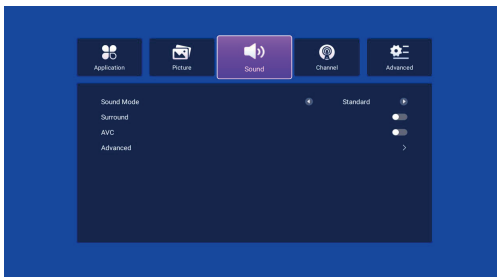 Application
Picture
Sound
Channel
Advanced
Sound Mode Standard
Surround
AVC
Advanced